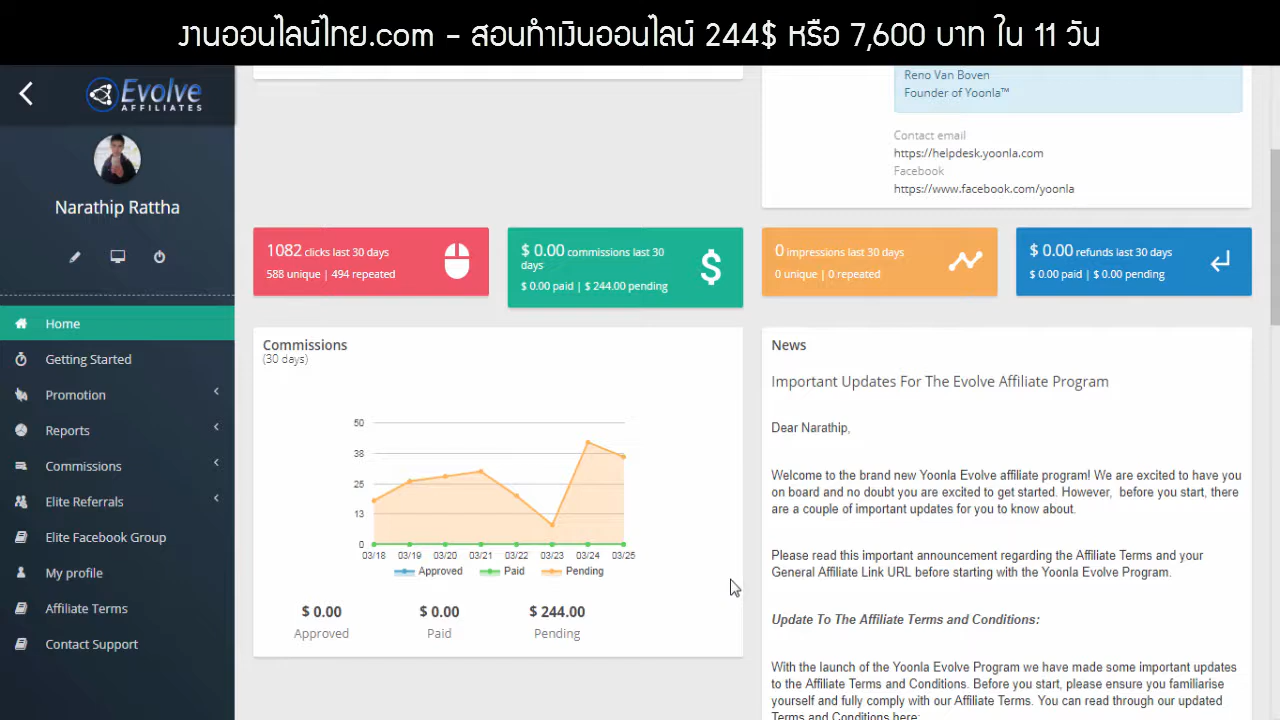 งานออนไลน์ไทย.com - สอนทำเงินออนไลน์ 244$ หรือ 7,600 บาท ใน 11 วัน
Evolve
AFFILIATES
Narathip Rattha
Home
Getting Started
Promotion
Reports
Commissions
Elite Referrals
Elite Facebook Group
My profile
Affiliate Terms
Contact Support
Reno Van Boven
Founder of Yoonla™
Contact email
https://helpdesk.yoonla.com
Facebook
https://www.facebook.com/yoonla
1082 clicks last 30 days
588 unique | 494 repeated
$ 0.00 commissions last 30
days
$ 0.00 paid | $ 244.00 pending
0 impressions last 30 days
0 unique | 0 repeated
$ 0.00 refunds last 30 days
$ 0.00 paid | $ 0.00 pending
Commissions
(30 days)
50
38
25
13
0
03/18 03/19 03/20 03/21 03/22 03/23 03/24 03/25
Approved Paid Pending
$ 0.00 $ 0.00 $ 244.00
Approved Paid Pending
News
Important Updates For The Evolve Affiliate Program
Dear Narathip,
Welcome to the brand new Yoonla Evolve affiliate program! We are excited to have you
on board and no doubt you are excited to get started. However, before you start, there
are a couple of important updates for you to know about.
Please read this important announcement regarding the Affiliate Terms and your
General Affiliate Link URL before starting with the Yoonla Evolve Program.
Update To The Affiliate Terms and Conditions:
With the launch of the Yoonla Evolve Program we have made some important updates
to the Affiliate Terms and Conditions. Before you start, please ensure you familiarise
yourself and fully comply with our Affiliate Terms. You can read through our updated
Terms and Conditions here: